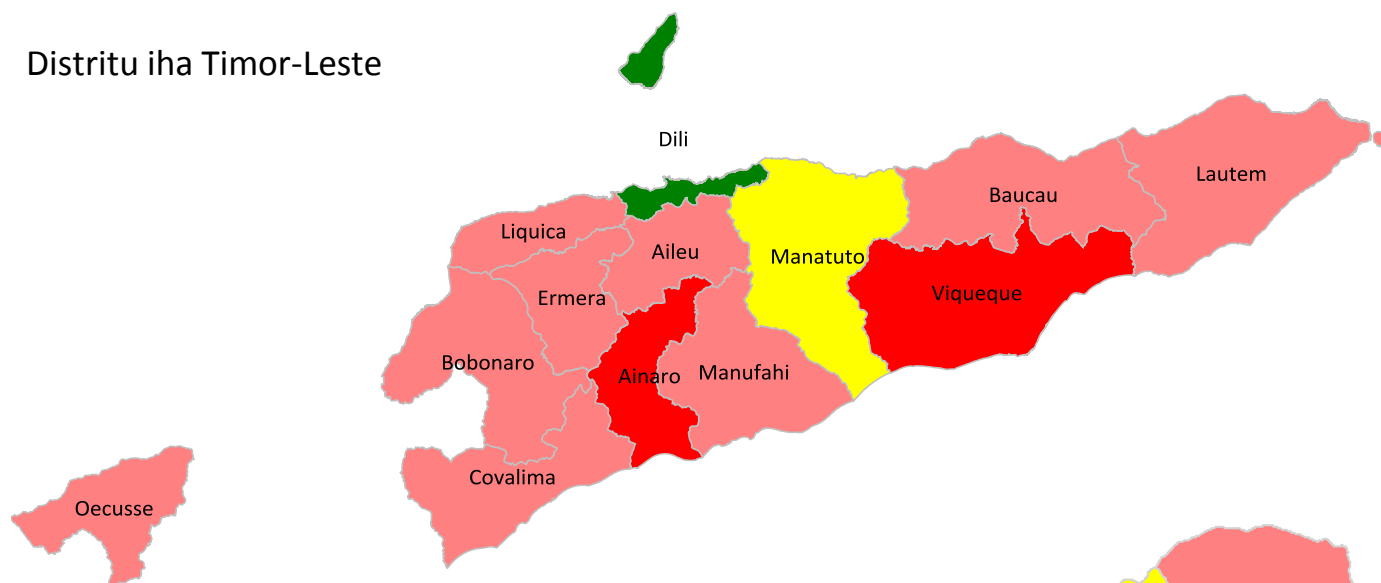 Distritu iha Timor-Leste
Dili
Lautem
Baucau
Liquica
Aileu
Manatuto
Viqueque
Ermera
Bobonaro
Ainaro
Manufahi
Covalima
Oecusse